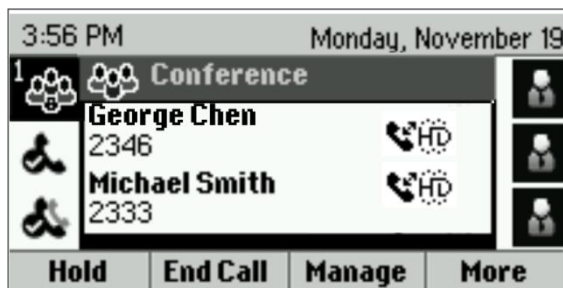 3:56 PM Monday, November 19
1 Conference
George Chen
2346 HD
Michael Smith
2333 HD
Hold End Call Manage More